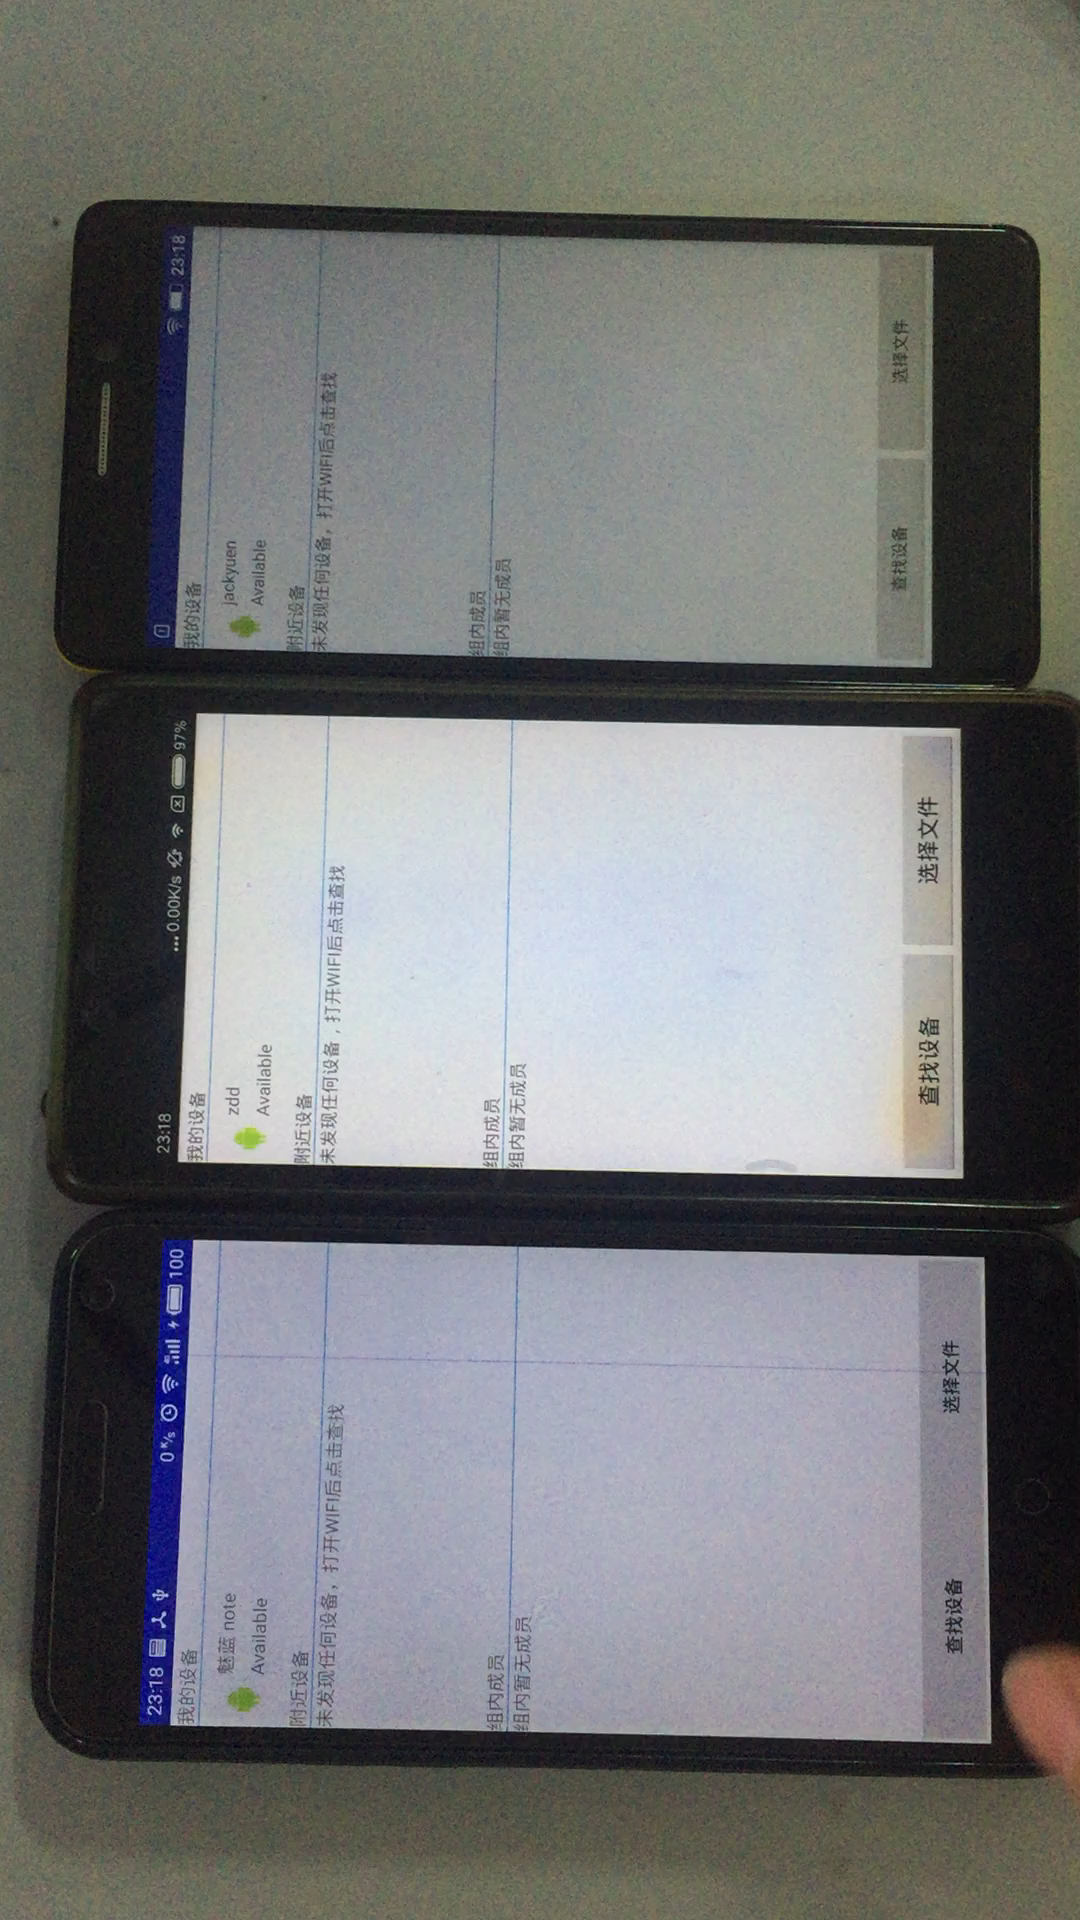 23:18
我的设备
jackyuen
Available
附近设备
未发现任何设备，打开WIFI后点击查找
组内成员
组内暂无成员
查找设备 选择文件
23:18 ...0.00K/s 97%
我的设备
zdd
Available
附近设备
未发现任何设备，打开WIFI后点击查找
组内成员
组内暂无成员
查找设备 选择文件
23:18 0 K/s 4G 100
我的设备
魅蓝 note
Available
附近设备
未发现任何设备，打开WIFI后点击查找
组内成员
组内暂无成员
查找设备 选择文件